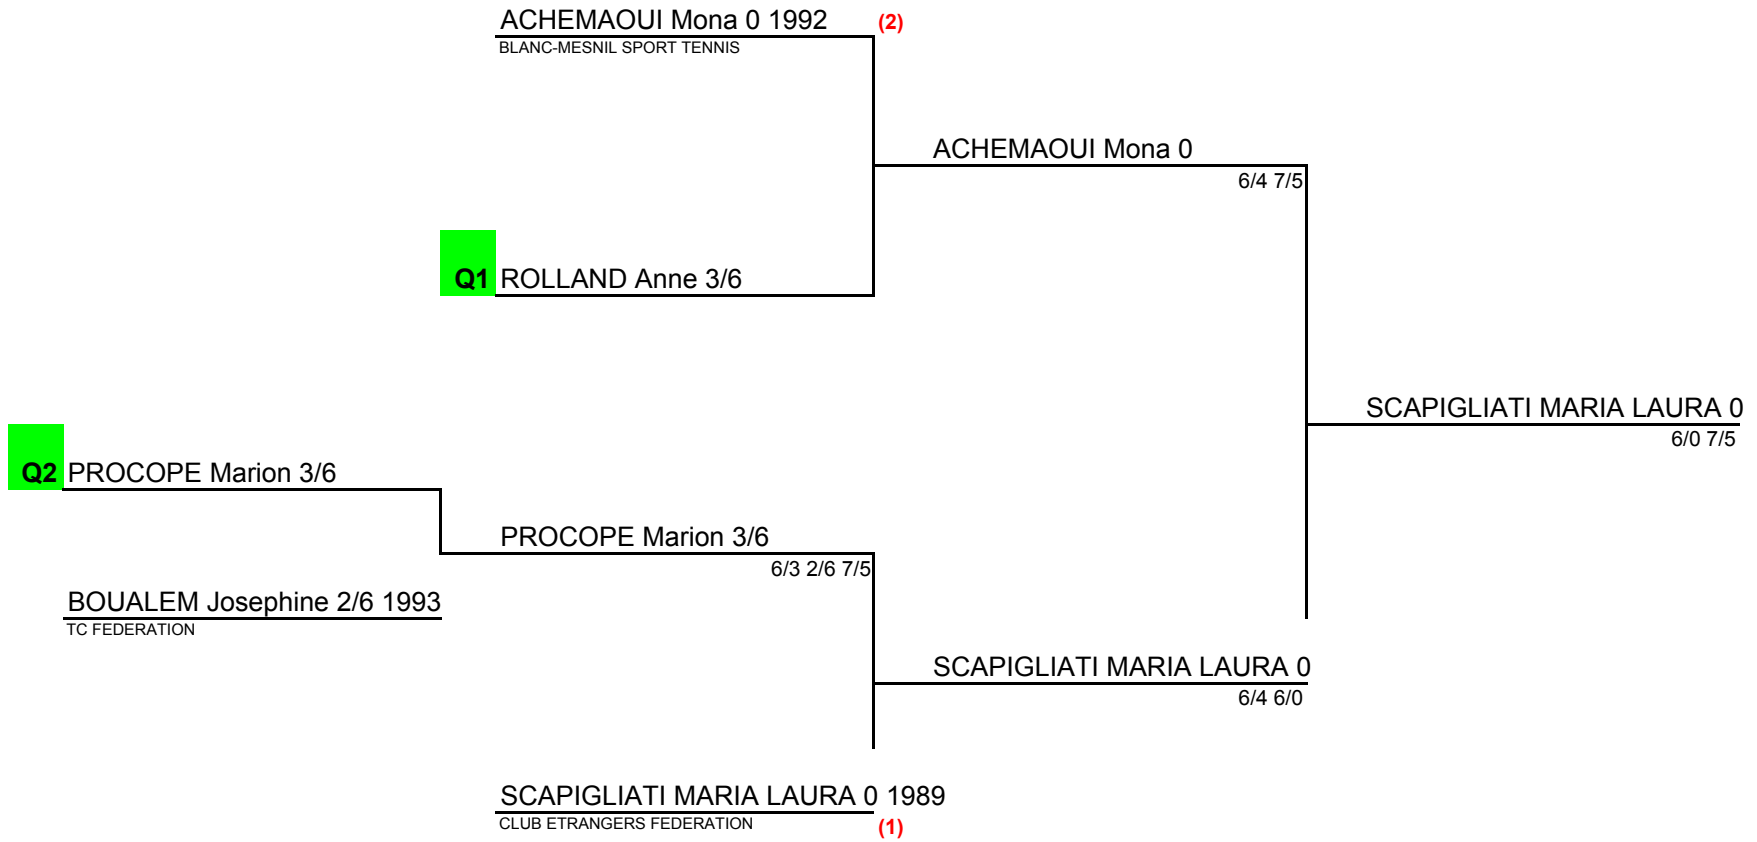 ACHEMAOUI Mona 0 1992 (2)
BLANC-MESNIL SPORT TENNIS
ACHEMAOUI Mona 0
6/4 7/5
Q1 ROLLAND Anne 3/6
SCAPIGLIATI MARIA LAURA 0
6/0 7/5
Q2 PROCOPE Marion 3/6
PROCOPE Marion 3/6
6/3 2/6 7/5
BOUALEM Josephine 2/6 1993
TC FEDERATION
SCAPIGLIATI MARIA LAURA 0
6/4 6/0
SCAPIGLIATI MARIA LAURA 0 1989
CLUB ETRANGERS FEDERATION (1)